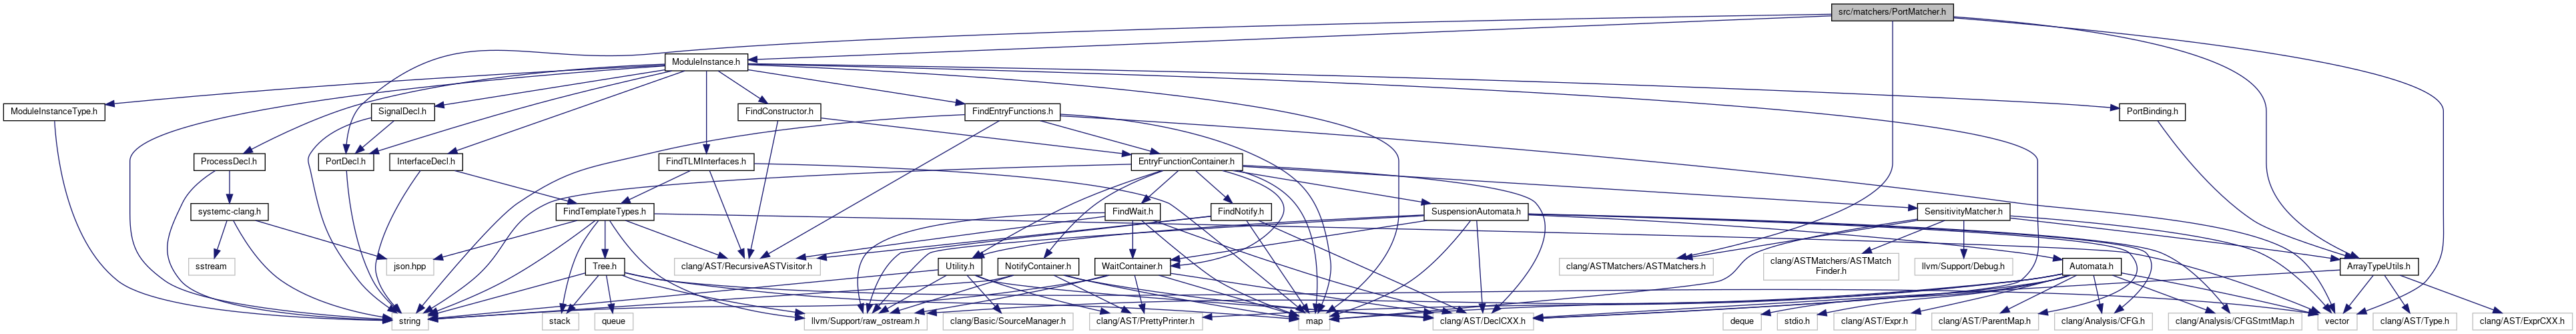 src/matchers/PortMatcher.h
ModuleInstance.h
ModuleInstanceType.h
SignalDecl.h
FindConstructor.h
FindEntryFunctions.h
PortBinding.h
ProcessDecl.h
PortDecl.h
InterfaceDecl.h
FindTLMInterfaces.h
EntryFunctionContainer.h
systemc-clang.h
FindTemplateTypes.h
FindWait.h
FindNotify.h
SuspensionAutomata.h
SensitivityMatcher.h
sstream
json.hpp
Tree.h
clang/AST/RecursiveASTVisitor.h
Utility.h
NotifyContainer.h
WaitContainer.h
clang/ASTMatchers/ASTMatchers.h
clang/ASTMatchers/ASTMatch
Finder.h
llvm/Support/Debug.h
Automata.h
ArrayTypeUtils.h
string
stack
queue
llvm/Support/raw_ostream.h
clang/Basic/SourceManager.h
clang/AST/PrettyPrinter.h
map
clang/AST/DeclCXX.h
deque
stdio.h
clang/AST/Expr.h
clang/AST/ParentMap.h
clang/Analysis/CFG.h
clang/Analysis/CFGStmtMap.h
vector
clang/AST/Type.h
clang/AST/ExprCXX.h